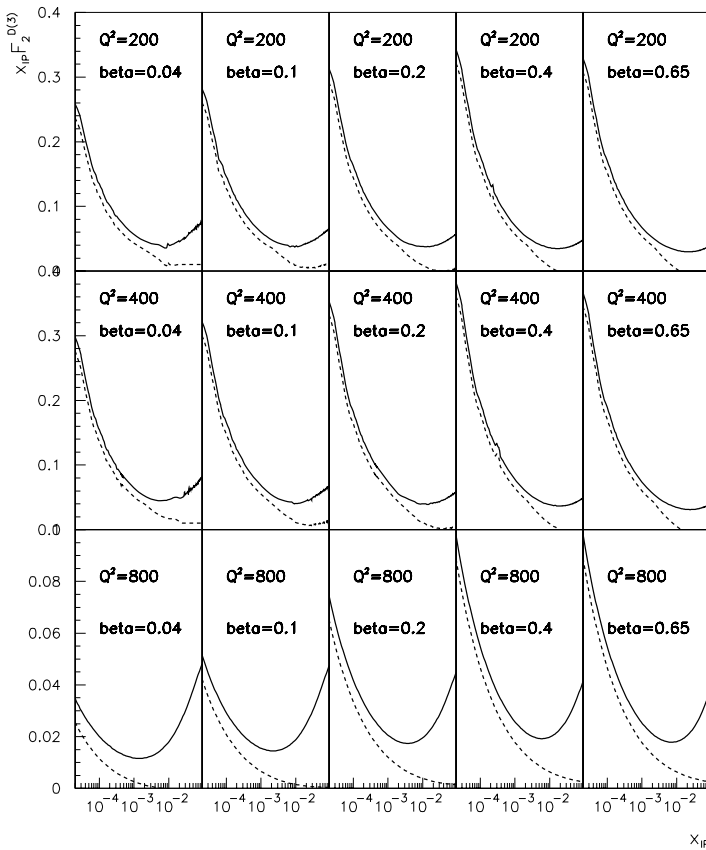 x_IP F_2^D(3)
0.4
Q²=200 Q²=200 Q²=200 Q²=200 Q²=200
beta=0.04 beta=0.1 beta=0.2 beta=0.4 beta=0.65
0.3
0.2
0.1
Q²=400 Q²=400 Q²=400 Q²=400 Q²=400
beta=0.04 beta=0.1 beta=0.2 beta=0.4 beta=0.65
0.3
0.2
0.1
Q²=800 Q²=800 Q²=800 Q²=800 Q²=800
0.08
beta=0.04 beta=0.1 beta=0.2 beta=0.4 beta=0.65
0.06
0.04
0.02
0
10⁻⁴ 10⁻³ 10⁻² 10⁻⁴ 10⁻³ 10⁻² 10⁻⁴ 10⁻³ 10⁻² 10⁻⁴ 10⁻³ 10⁻² 10⁻⁴ 10⁻³ 10⁻²
x_IP